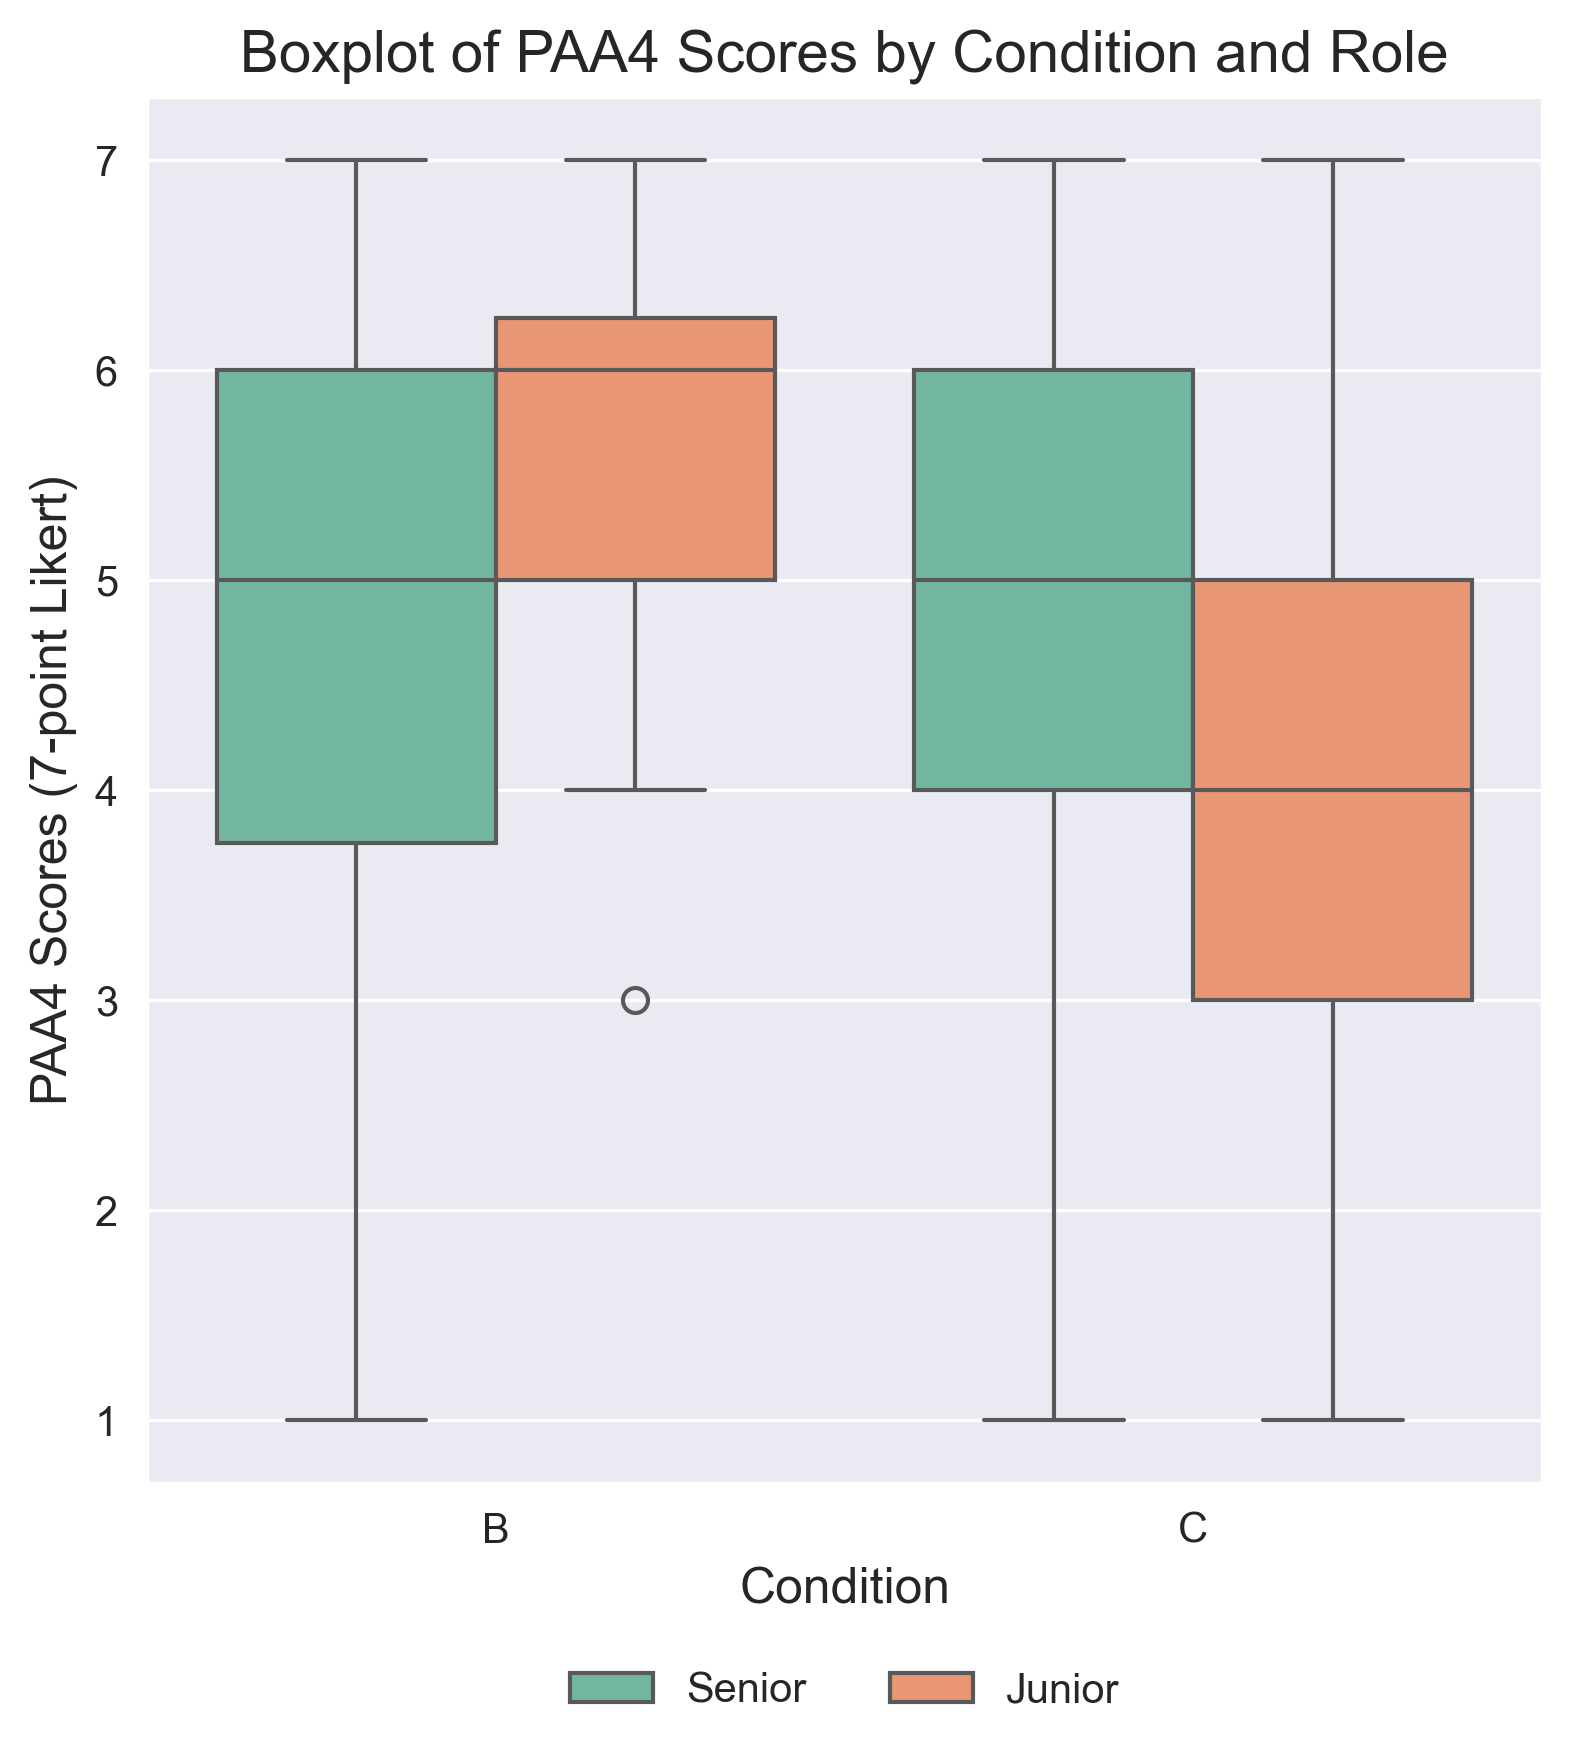 Boxplot of PAA4 Scores by Condition and Role
PAA4 Scores (7-point Likert)
7
6
5
4
3
2
1
B
C
Condition
Senior
Junior